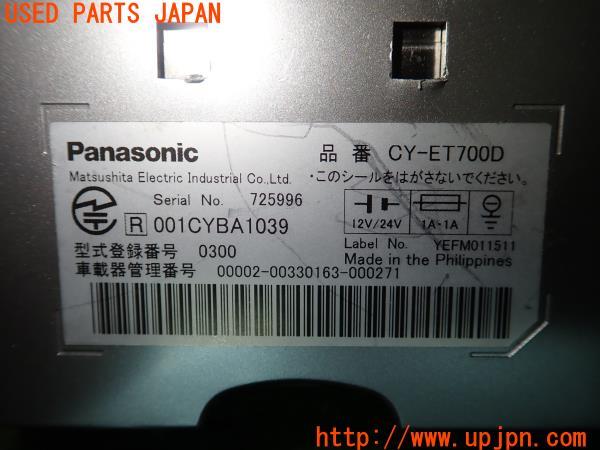 USED PARTS JAPAN
Panasonic
品 番 CY-ET700D
Matsushita Electric Industrial Co.,Ltd.
・このシールをはがさないでください。
Serial No. 725996
R 001CYBA1039
12V/24V 1A·1A
型式登録番号 0300
Label No. YEFM011511
Made in the Philippines
車載器管理番号 00002-00330163-000271
http://www.upjpn.com